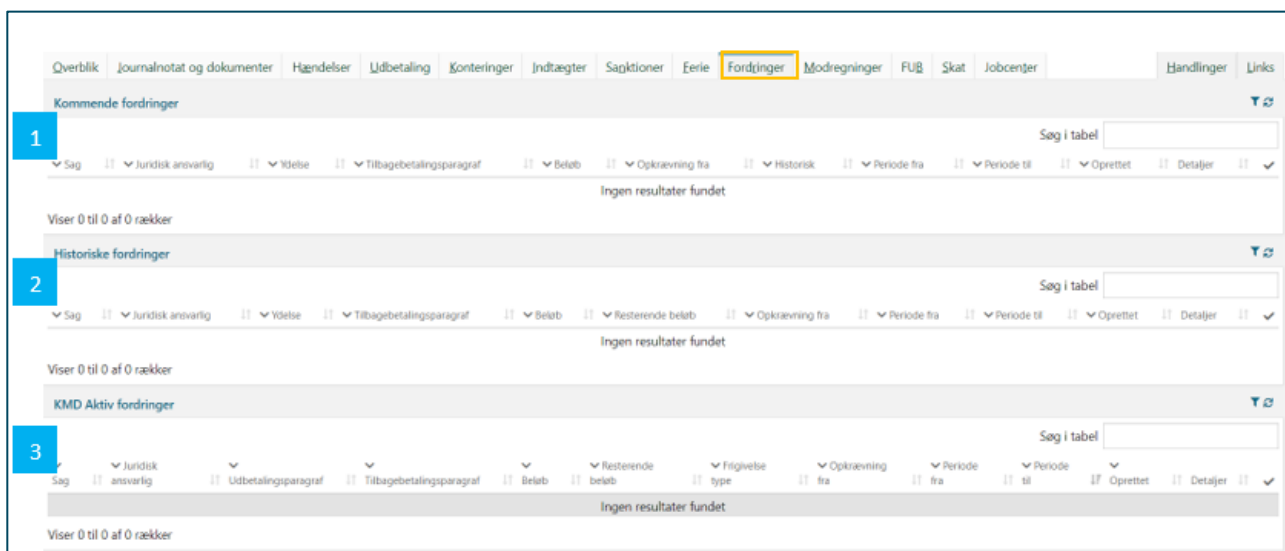 Overblik Journalnotat og dokumenter Hændelser Udbetaling Konteringer Indtægter Sanktioner Ferie Fordringer Modregninger FUB Skat Jobcenter Handlinger Links
Kommende fordringer
1
Søg i tabel
Sag Juridisk ansvarlig Ydelse Tilbagebetalingsparagraf Beløb Opkrævning fra Historisk Periode fra Periode til Oprettet Detaljer
Ingen resultater fundet
Viser 0 til 0 af 0 rækker
Historiske fordringer
2
Søg i tabel
Sag Juridisk ansvarlig Ydelse Tilbagebetalingsparagraf Beløb Resterende beløb Opkrævning fra Periode fra Periode til Oprettet Detaljer
Ingen resultater fundet
Viser 0 til 0 af 0 rækker
KMD Aktiv fordringer
3
Søg i tabel
Juridisk Resterende Frigivelse Opkrævning Periode Periode
Sag ansvarlig Udbetalingsparagraf Tilbagebetalingsparagraf Beløb beløb type fra fra til Oprettet Detaljer
Ingen resultater fundet
Viser 0 til 0 af 0 rækker